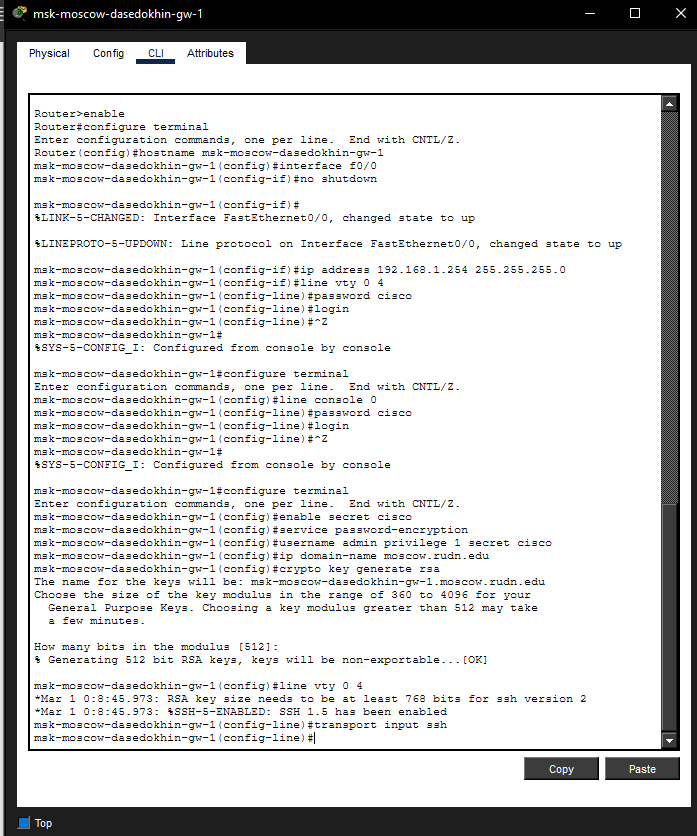 msk-moscow-dasedokhin-gw-1
Physical Config CLI Attributes
Router>enable
Router#configure terminal
Enter configuration commands, one per line.  End with CNTL/Z.
Router(config)#hostname msk-moscow-dasedokhin-gw-1
msk-moscow-dasedokhin-gw-1(config)#interface f0/0
msk-moscow-dasedokhin-gw-1(config-if)#no shutdown
msk-moscow-dasedokhin-gw-1(config-if)#
%LINK-5-CHANGED: Interface FastEthernet0/0, changed state to up
%LINEPROTO-5-UPDOWN: Line protocol on Interface FastEthernet0/0, changed state to up
msk-moscow-dasedokhin-gw-1(config-if)#ip address 192.168.1.254 255.255.255.0
msk-moscow-dasedokhin-gw-1(config-if)#line vty 0 4
msk-moscow-dasedokhin-gw-1(config-line)#password cisco
msk-moscow-dasedokhin-gw-1(config-line)#login
msk-moscow-dasedokhin-gw-1(config-line)#^Z
msk-moscow-dasedokhin-gw-1#
%SYS-5-CONFIG_I: Configured from console by console
msk-moscow-dasedokhin-gw-1#configure terminal
Enter configuration commands, one per line.  End with CNTL/Z.
msk-moscow-dasedokhin-gw-1(config)#line console 0
msk-moscow-dasedokhin-gw-1(config-line)#password cisco
msk-moscow-dasedokhin-gw-1(config-line)#login
msk-moscow-dasedokhin-gw-1(config-line)#^Z
msk-moscow-dasedokhin-gw-1#
%SYS-5-CONFIG_I: Configured from console by console
msk-moscow-dasedokhin-gw-1#configure terminal
Enter configuration commands, one per line.  End with CNTL/Z.
msk-moscow-dasedokhin-gw-1(config)#enable secret cisco
msk-moscow-dasedokhin-gw-1(config)#service password-encryption
msk-moscow-dasedokhin-gw-1(config)#username admin privilege 1 secret cisco
msk-moscow-dasedokhin-gw-1(config)#ip domain-name moscow.rudn.edu
msk-moscow-dasedokhin-gw-1(config)#crypto key generate rsa
The name for the keys will be: msk-moscow-dasedokhin-gw-1.moscow.rudn.edu
Choose the size of the key modulus in the range of 360 to 4096 for your
General Purpose Keys. Choosing a key modulus greater than 512 may take
a few minutes.
How many bits in the modulus [512]:
% Generating 512 bit RSA keys, keys will be non-exportable...[OK]
msk-moscow-dasedokhin-gw-1(config)#line vty 0 4
*Mar 1 0:8:45.973: RSA key size needs to be at least 768 bits for ssh version 2
*Mar 1 0:8:45.973: %SSH-5-ENABLED: SSH 1.5 has been enabled
msk-moscow-dasedokhin-gw-1(config-line)#transport input ssh
msk-moscow-dasedokhin-gw-1(config-line)#
Copy Paste
Top